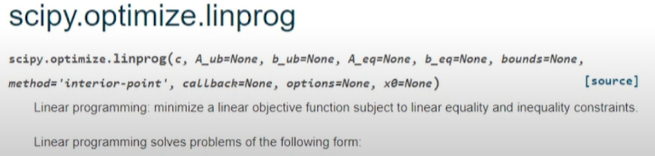 scipy.optimize.linprog
scipy.optimize.linprog(c, A_ub=None, b_ub=None, A_eq=None, b_eq=None, bounds=None,
method='interior-point', callback=None, options=None, x0=None) [source]
Linear programming: minimize a linear objective function subject to linear equality and inequality constraints.
Linear programming solves problems of the following form: